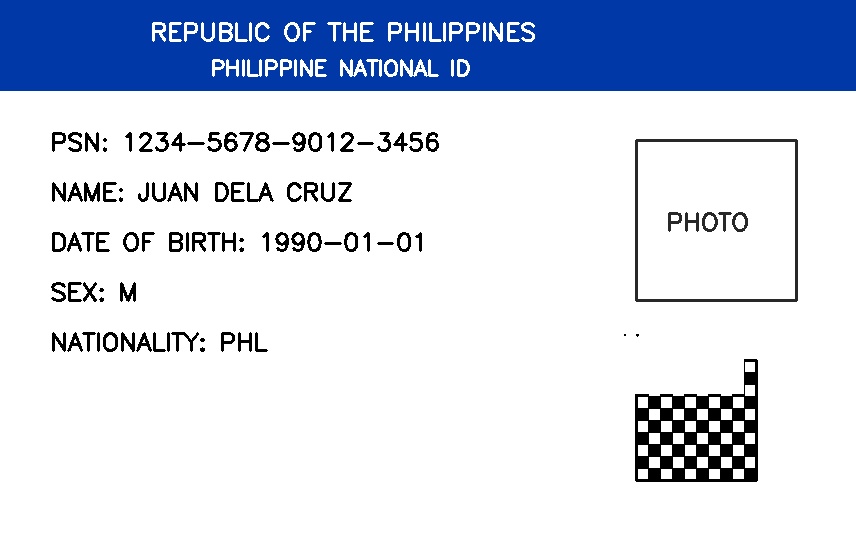 REPUBLIC OF THE PHILIPPINES
PHILIPPINE NATIONAL ID
PSN: 1234-5678-9012-3456
NAME: JUAN DELA CRUZ
DATE OF BIRTH: 1990-01-01
SEX: M
NATIONALITY: PHL
PHOTO